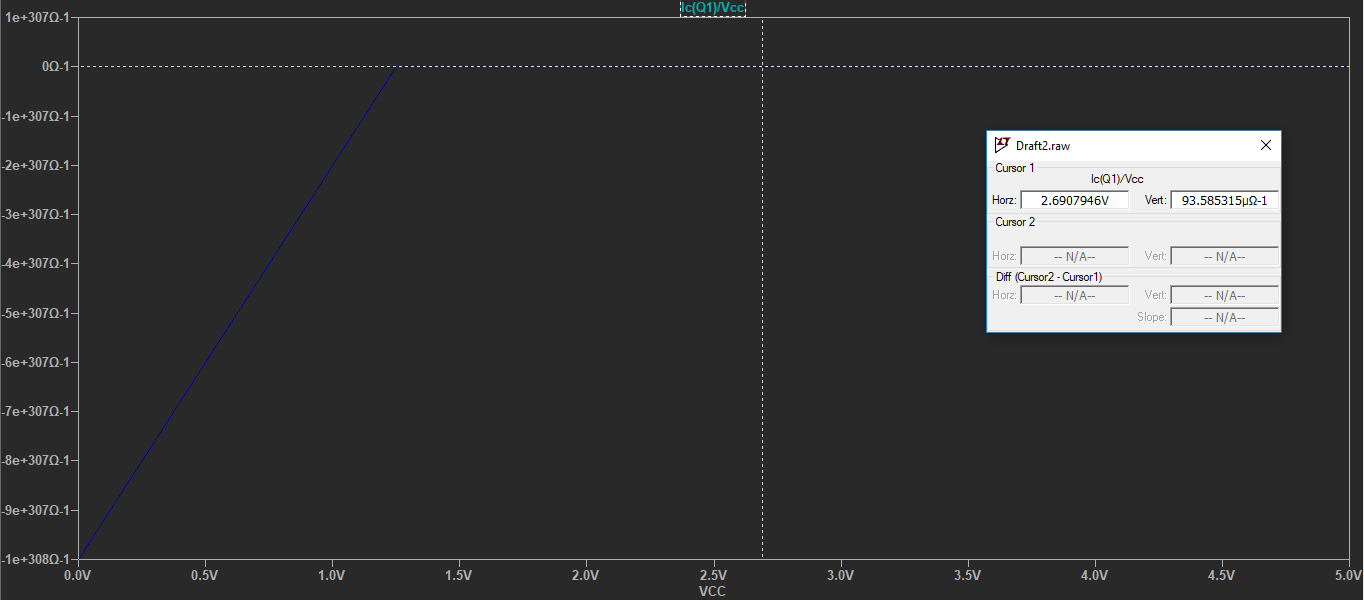 Ic(Q1)/Vcc
1e+307Ω-1
0Ω-1
-1e+307Ω-1
-2e+307Ω-1
-3e+307Ω-1
-4e+307Ω-1
-5e+307Ω-1
-6e+307Ω-1
-7e+307Ω-1
-8e+307Ω-1
-9e+307Ω-1
-1e+308Ω-1
0.0V 0.5V 1.0V 1.5V 2.0V 2.5V 3.0V 3.5V 4.0V 4.5V 5.0V
VCC
Draft2.raw
Cursor 1
Ic(Q1)/Vcc
Horz: 2.6907946V Vert: 93.585315µΩ-1
Cursor 2
Horz: -- N/A-- Vert: -- N/A--
Diff (Cursor2 - Cursor1)
Horz: -- N/A-- Vert: -- N/A--
Slope: -- N/A--